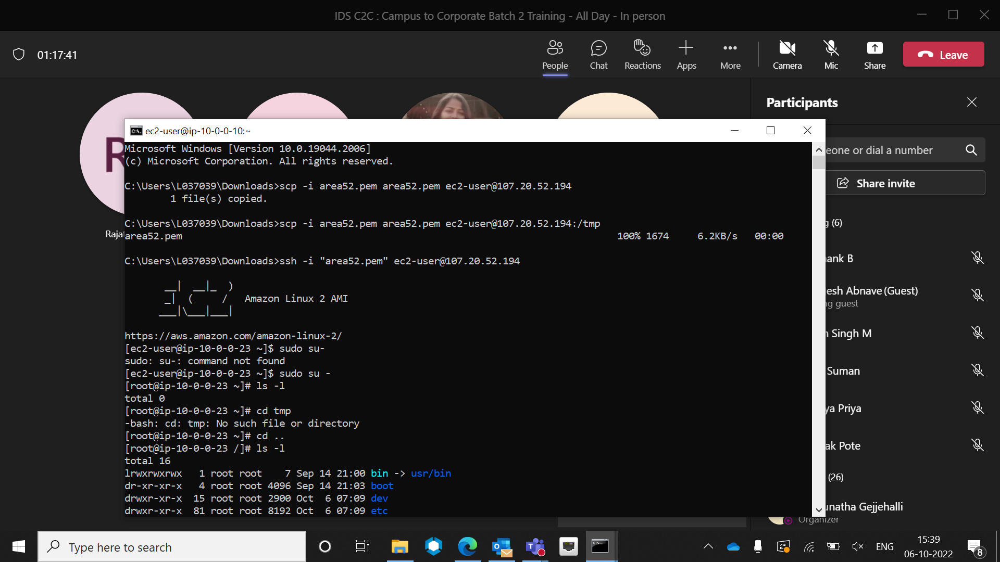 IDS C2C : Campus to Corporate Batch 2 Training - All Day - In person
01:17:41
People
Chat
Reactions
Apps
More
Camera
Mic
Share
Leave
Participants
eone or dial a number
Share invite
(6)
ank B
esh Abnave (Guest)
ng guest
Singh M
Suman
ya Priya
ak Pote
(26)
unatha Gejjehalli
Organizer
R
Raja
ec2-user@ip-10-0-0-10:~
Microsoft Windows [Version 10.0.19044.2006]
(c) Microsoft Corporation. All rights reserved.
C:\Users\L037039\Downloads>scp -i area52.pem area52.pem ec2-user@107.20.52.194
        1 file(s) copied.
C:\Users\L037039\Downloads>scp -i area52.pem area52.pem ec2-user@107.20.52.194:/tmp
area52.pem                                                                            100% 1674     6.2KB/s   00:00
C:\Users\L037039\Downloads>ssh -i "area52.pem" ec2-user@107.20.52.194
       __|  __|_  )
       _|  (     /   Amazon Linux 2 AMI
      ___|\___|___|
https://aws.amazon.com/amazon-linux-2/
[ec2-user@ip-10-0-0-23 ~]$ sudo su-
sudo: su-: command not found
[ec2-user@ip-10-0-0-23 ~]$ sudo su -
[root@ip-10-0-0-23 ~]# ls -l
total 0
[root@ip-10-0-0-23 ~]# cd tmp
-bash: cd: tmp: No such file or directory
[root@ip-10-0-0-23 ~]# cd ..
[root@ip-10-0-0-23 /]# ls -l
total 16
lrwxrwxrwx   1 root root    7 Sep 14 21:00 bin -> usr/bin
dr-xr-xr-x   4 root root 4096 Sep 14 21:03 boot
drwxr-xr-x  15 root root 2900 Oct  6 07:09 dev
drwxr-xr-x  81 root root 8192 Oct  6 07:09 etc
Type here to search
ENG
15:39
06-10-2022
8